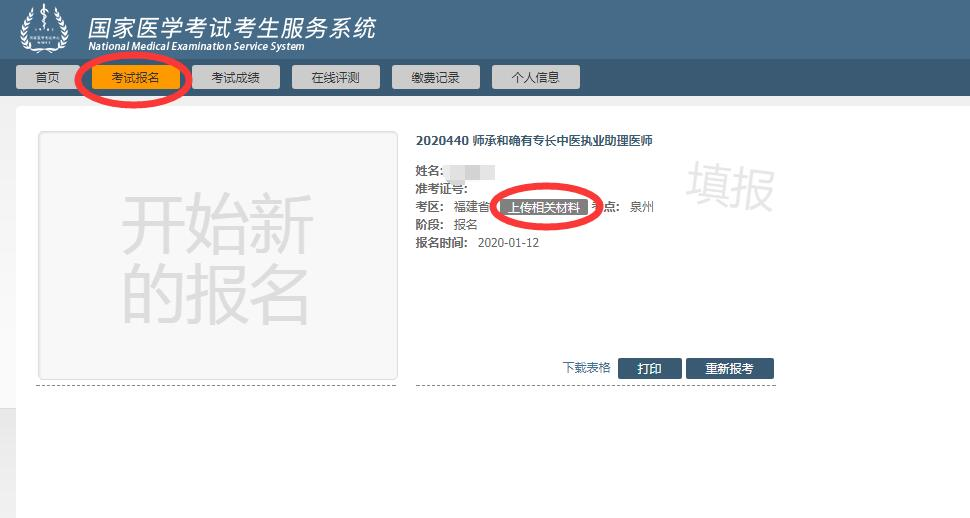 国家医学考试考生服务系统
National Medical Examination Service System
首页 考试报名 考试成绩 在线评测 缴费记录 个人信息
开始新
的报名
2020440 师承和确有专长中医执业助理医师
填报
姓名:
准考证号:
考区: 福建省 上传相关材料 点: 泉州
阶段: 报名
报名时间: 2020-01-12
下载表格 打印 重新报考